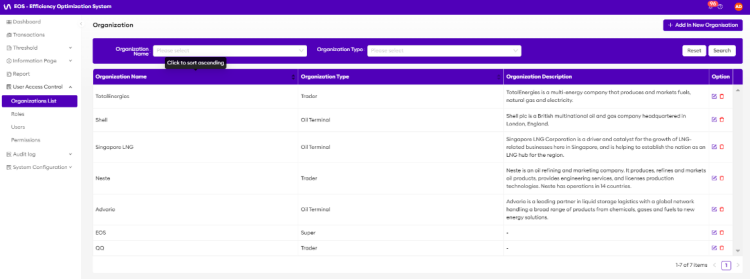 EOS - Efficiency Optimization System
AD
Dashboard
Transactions
Threshold
Information Page
Report
User Access Control
Organizations List
Roles
Users
Permissions
Audit log
System Configuration
Organization
+ Add in New Organisation
Organization Name
Please select
Organization Type
Please select
Reset
Search
Click to sort ascending
Organization Name Organization Type Organization Description Option
TotalEnergies Trader TotalEnergies is a multi-energy company that produces and markets fuels,
natural gas and electricity.
Shell Oil Terminal Shell plc is a British multinational oil and gas company headquartered in
London, England.
Singapore LNG Oil Terminal Singapore LNG Corporation is a driver and catalyst for the growth of LNG-
related businesses here in Singapore, and is helping to establish the nation as an
LNG hub for the region.
Neste Trader Neste is an oil refining and marketing company. It produces, refines and markets
oil products, provides engineering services, and licenses production
technologies. Neste has operations in 14 countries.
Advario Oil Terminal Advario is a leading partner in liquid storage logistics with a global network
handling a broad range of products from chemicals, gases and fuels to new
energy solutions.
EOS Super -
QQ Trader -
1-7 of 7 items < 1 >